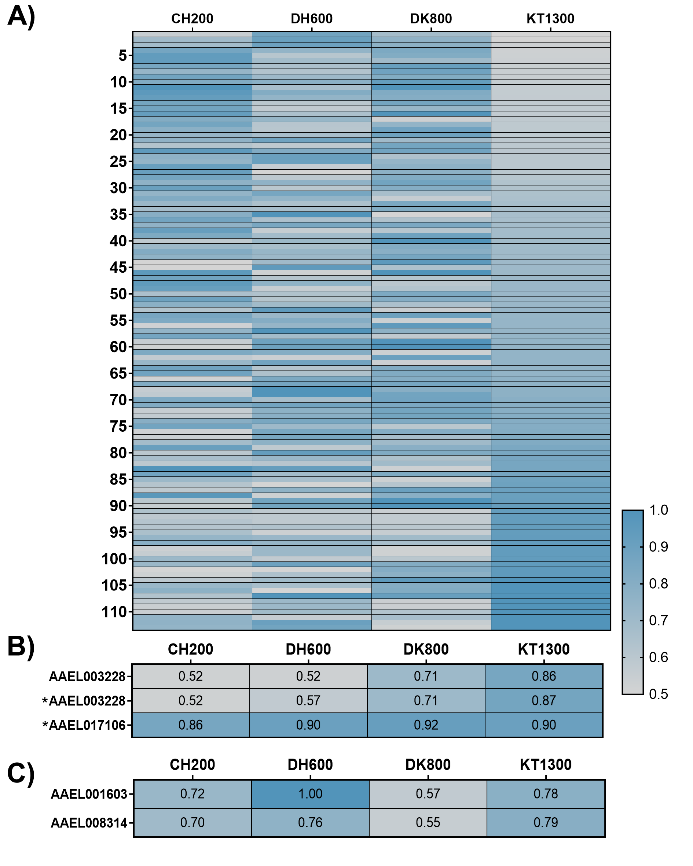 A)
CH200 DH600 DK800 KT1300
5
10
15
20
25
30
35
40
45
50
55
60
65
70
75
80
85
90
95
100
105
110
1.0
0.9
0.8
0.7
0.6
0.5
B)
CH200 DH600 DK800 KT1300
AAEL003228 0.52 0.52 0.71 0.86
*AAEL003228 0.52 0.57 0.71 0.87
*AAEL017106 0.86 0.90 0.92 0.90
C)
CH200 DH600 DK800 KT1300
AAEL001603 0.72 1.00 0.57 0.78
AAEL008314 0.70 0.76 0.55 0.79